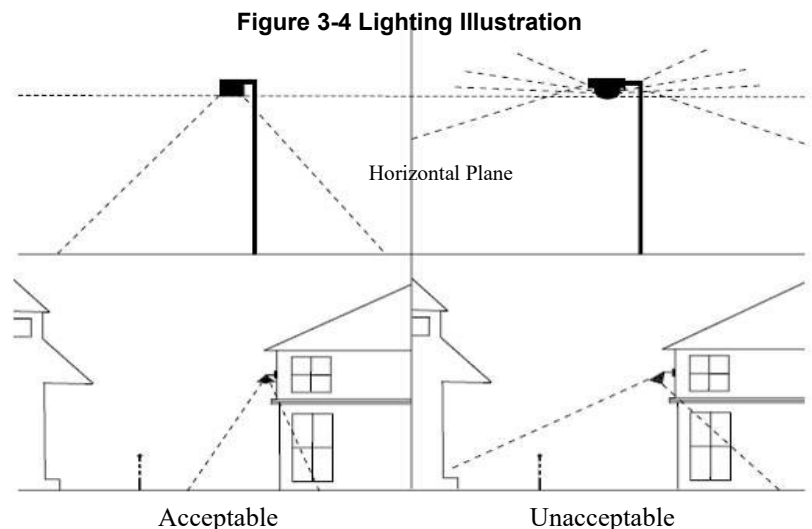 Figure 3-4 Lighting Illustration
Horizontal Plane
Acceptable
Unacceptable